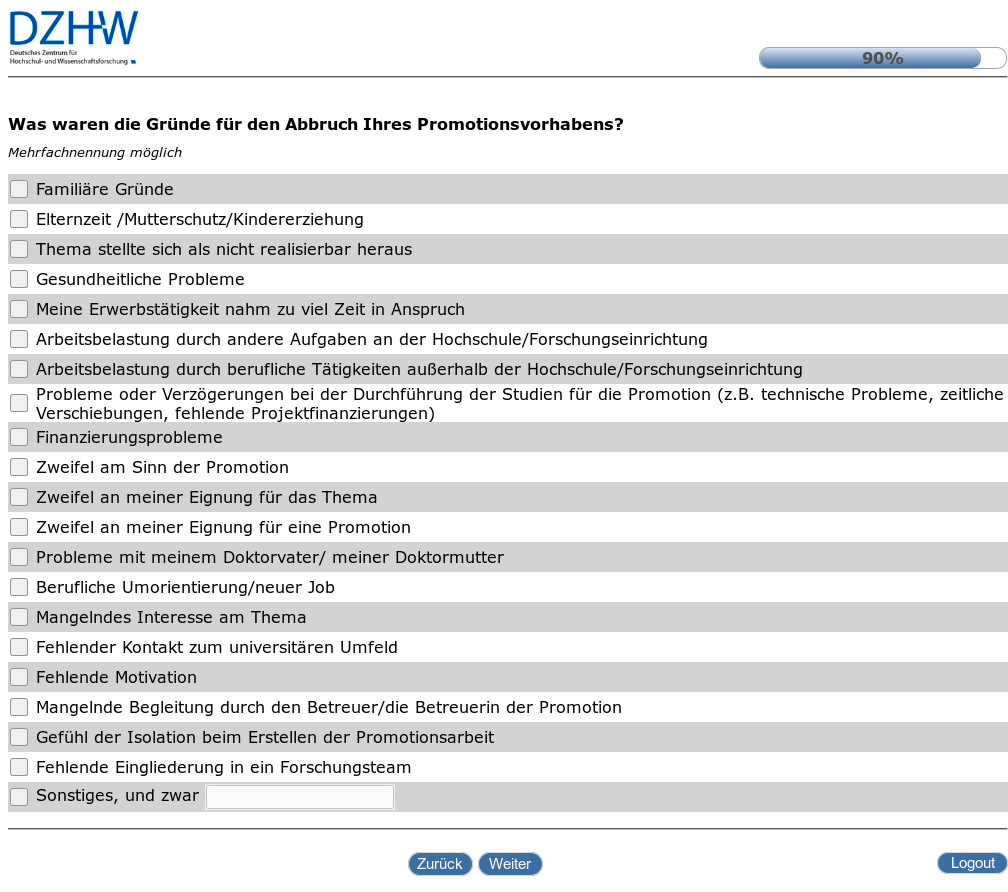 DZHW
Deutsches Zentrum für
Hochschul- und Wissenschaftsforschung
90%
Was waren die Gründe für den Abbruch Ihres Promotionsvorhabens?
Mehrfachnennung möglich
Familiäre Gründe
Elternzeit /Mutterschutz/Kindererziehung
Thema stellte sich als nicht realisierbar heraus
Gesundheitliche Probleme
Meine Erwerbstätigkeit nahm zu viel Zeit in Anspruch
Arbeitsbelastung durch andere Aufgaben an der Hochschule/Forschungseinrichtung
Arbeitsbelastung durch berufliche Tätigkeiten außerhalb der Hochschule/Forschungseinrichtung
Probleme oder Verzögerungen bei der Durchführung der Studien für die Promotion (z.B. technische Probleme, zeitliche
Verschiebungen, fehlende Projektfinanzierungen)
Finanzierungsprobleme
Zweifel am Sinn der Promotion
Zweifel an meiner Eignung für das Thema
Zweifel an meiner Eignung für eine Promotion
Probleme mit meinem Doktorvater/ meiner Doktormutter
Berufliche Umorientierung/neuer Job
Mangelndes Interesse am Thema
Fehlender Kontakt zum universitären Umfeld
Fehlende Motivation
Mangelnde Begleitung durch den Betreuer/die Betreuerin der Promotion
Gefühl der Isolation beim Erstellen der Promotionsarbeit
Fehlende Eingliederung in ein Forschungsteam
Sonstiges, und zwar
Zurück Weiter Logout